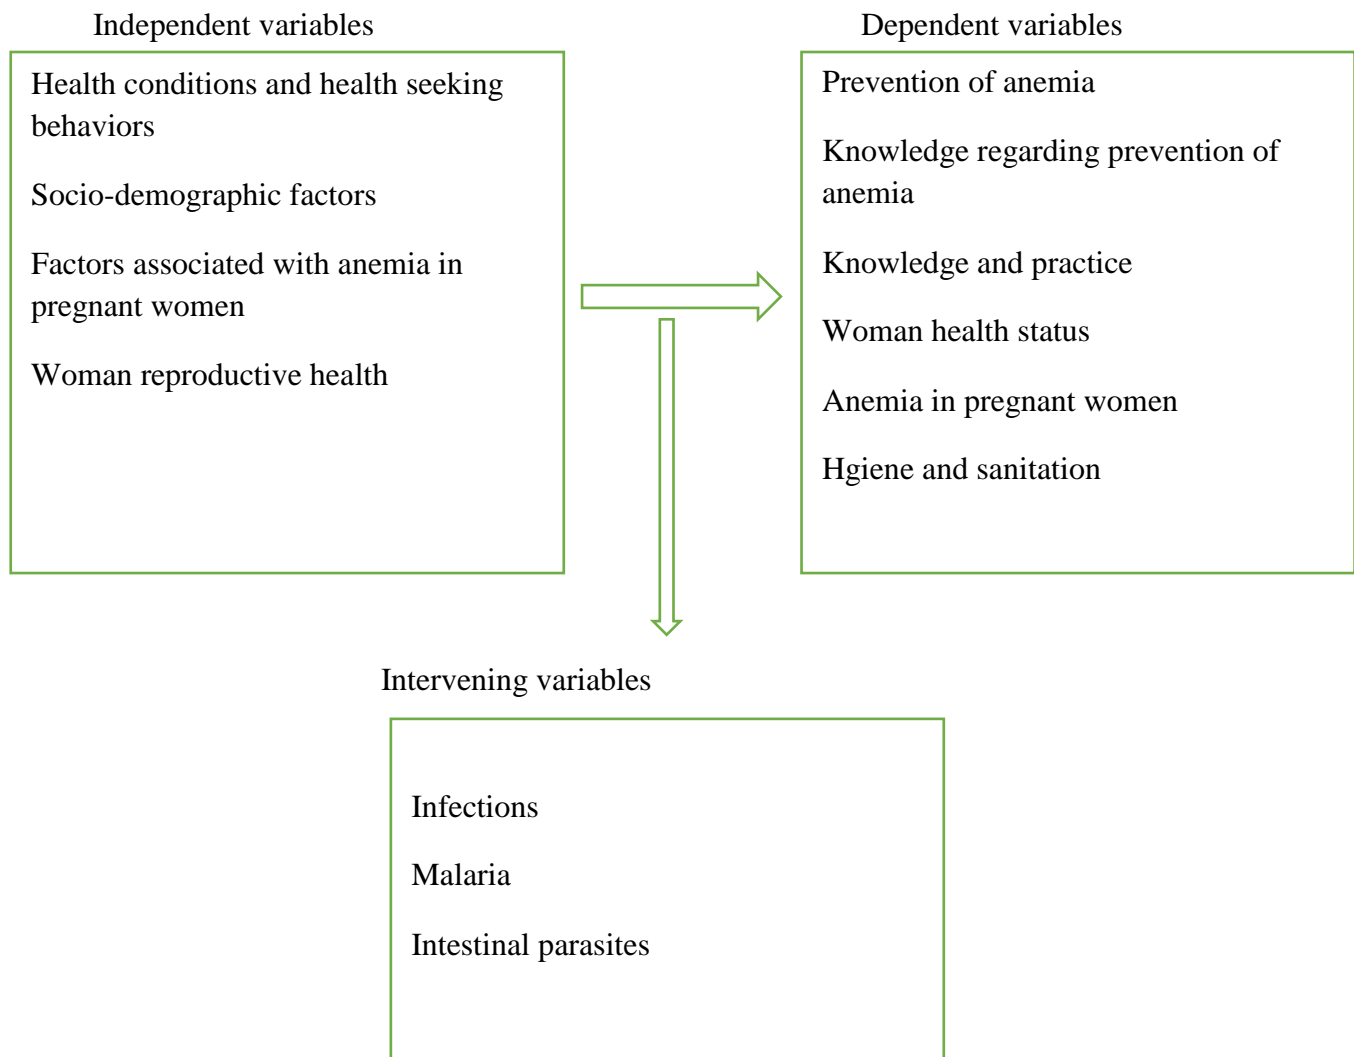 Independent variables
Health conditions and health seeking
behaviors
Socio-demographic factors
Factors associated with anemia in
pregnant women
Woman reproductive health
Dependent variables
Prevention of anemia
Knowledge regarding prevention of
anemia
Knowledge and practice
Woman health status
Anemia in pregnant women
Hgiene and sanitation
Intervening variables
Infections
Malaria
Intestinal parasites